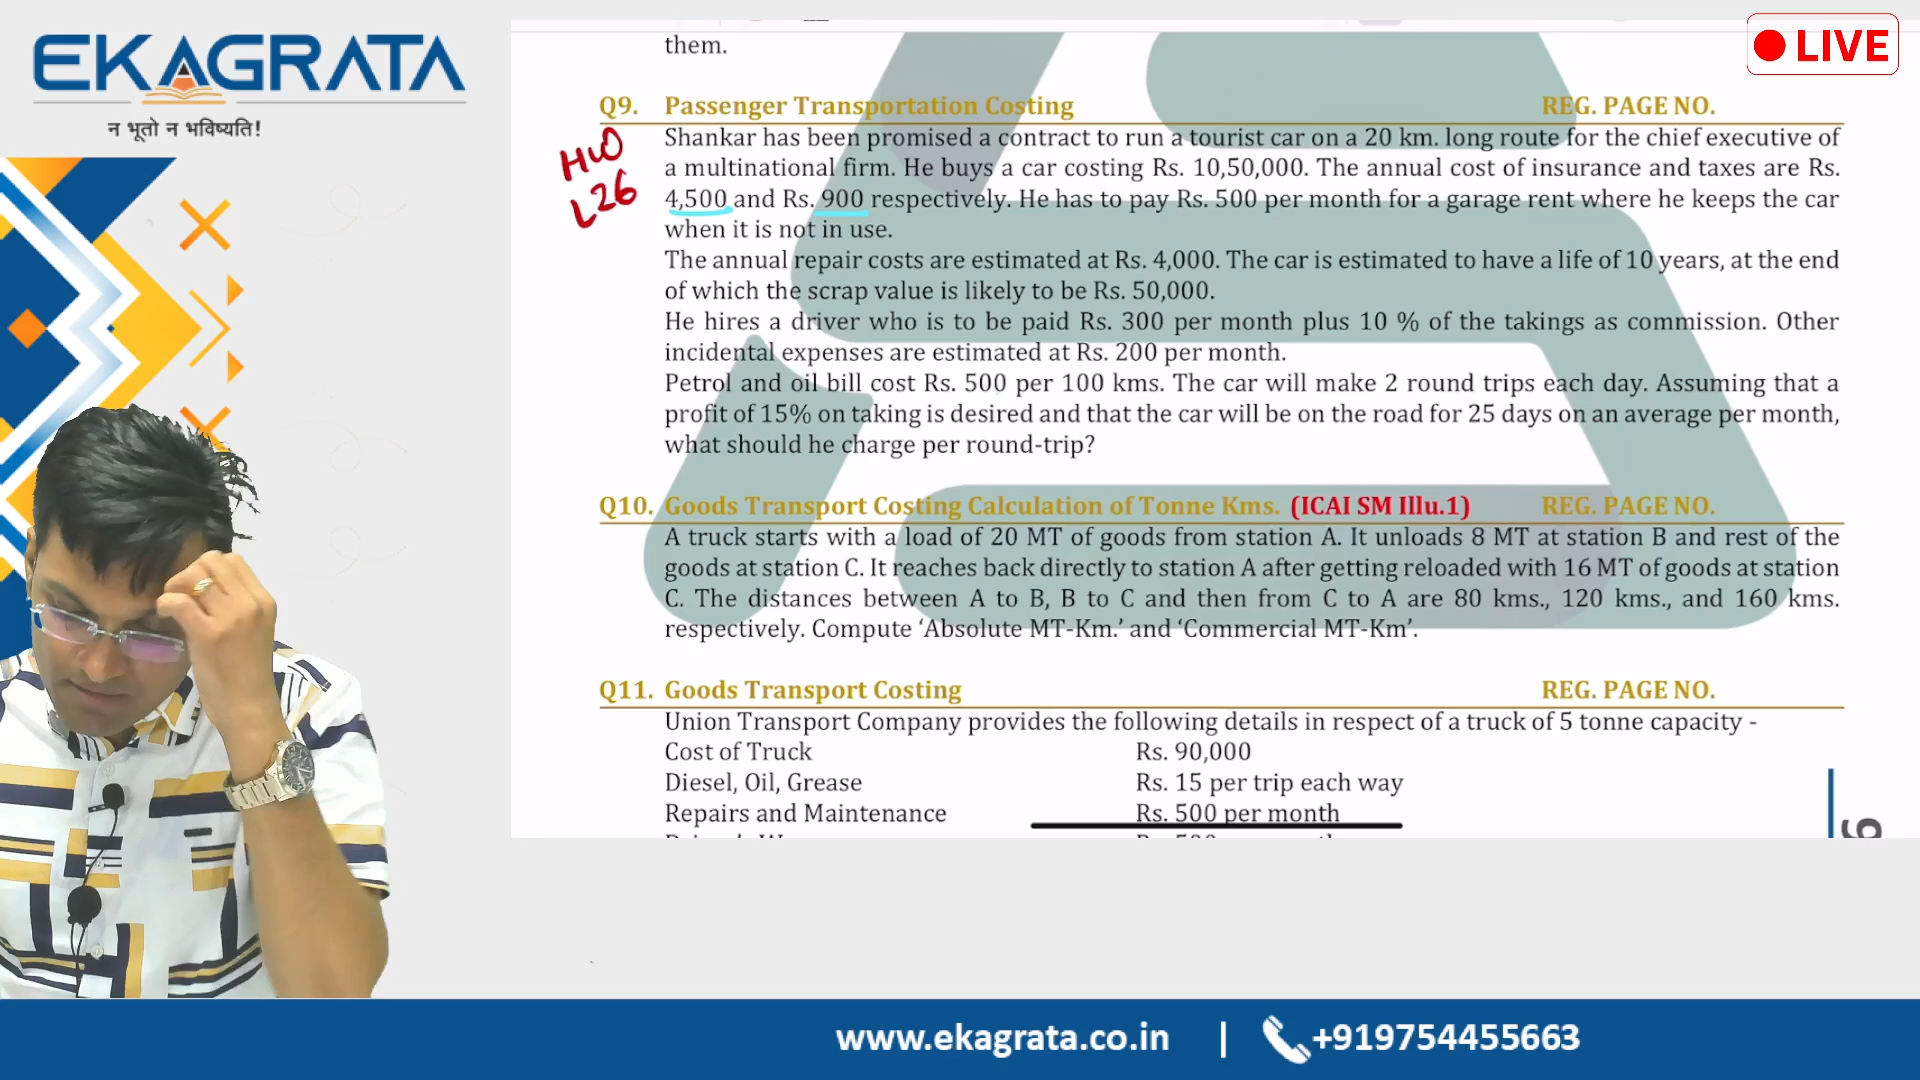 EKAGRATA
न भूतो न भविष्यति!
LIVE
them.
Q9. Passenger Transportation Costing REG. PAGE NO.
HW
L26
Shankar has been promised a contract to run a tourist car on a 20 km. long route for the chief executive of
a multinational firm. He buys a car costing Rs. 10,50,000. The annual cost of insurance and taxes are Rs.
4,500 and Rs. 900 respectively. He has to pay Rs. 500 per month for a garage rent where he keeps the car
when it is not in use.
The annual repair costs are estimated at Rs. 4,000. The car is estimated to have a life of 10 years, at the end
of which the scrap value is likely to be Rs. 50,000.
He hires a driver who is to be paid Rs. 300 per month plus 10 % of the takings as commission. Other
incidental expenses are estimated at Rs. 200 per month.
Petrol and oil bill cost Rs. 500 per 100 kms. The car will make 2 round trips each day. Assuming that a
profit of 15% on taking is desired and that the car will be on the road for 25 days on an average per month,
what should he charge per round-trip?
Q10. Goods Transport Costing Calculation of Tonne Kms. (ICAI SM Illu.1) REG. PAGE NO.
A truck starts with a load of 20 MT of goods from station A. It unloads 8 MT at station B and rest of the
goods at station C. It reaches back directly to station A after getting reloaded with 16 MT of goods at station
C. The distances between A to B, B to C and then from C to A are 80 kms., 120 kms., and 160 kms.
respectively. Compute ‘Absolute MT-Km.’ and ‘Commercial MT-Km’.
Q11. Goods Transport Costing REG. PAGE NO.
Union Transport Company provides the following details in respect of a truck of 5 tonne capacity -
Cost of Truck Rs. 90,000
Diesel, Oil, Grease Rs. 15 per trip each way
Repairs and Maintenance Rs. 500 per month
www.ekagrata.co.in | +919754455663